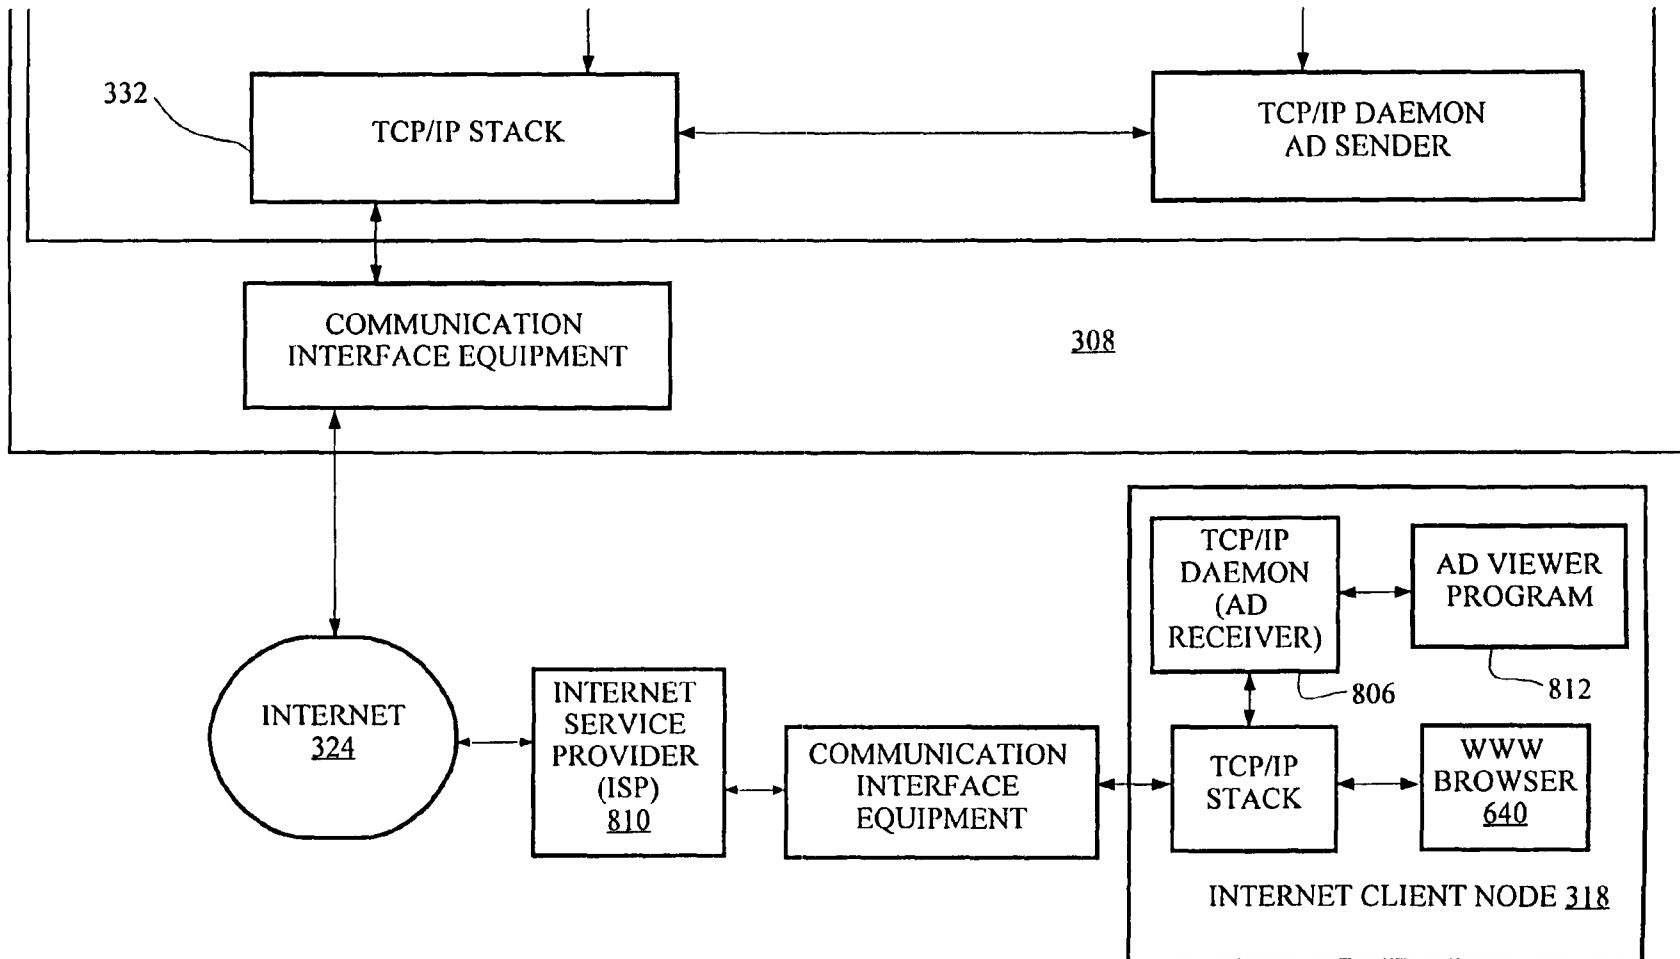 332
TCP/IP STACK
TCP/IP DAEMON
AD SENDER
COMMUNICATION
INTERFACE EQUIPMENT
308
TCP/IP
DAEMON
(AD
RECEIVER)
AD VIEWER
PROGRAM
806
812
INTERNET
324
INTERNET
SERVICE
PROVIDER
(ISP)
810
COMMUNICATION
INTERFACE
EQUIPMENT
TCP/IP
STACK
WWW
BROWSER
640
INTERNET CLIENT NODE 318